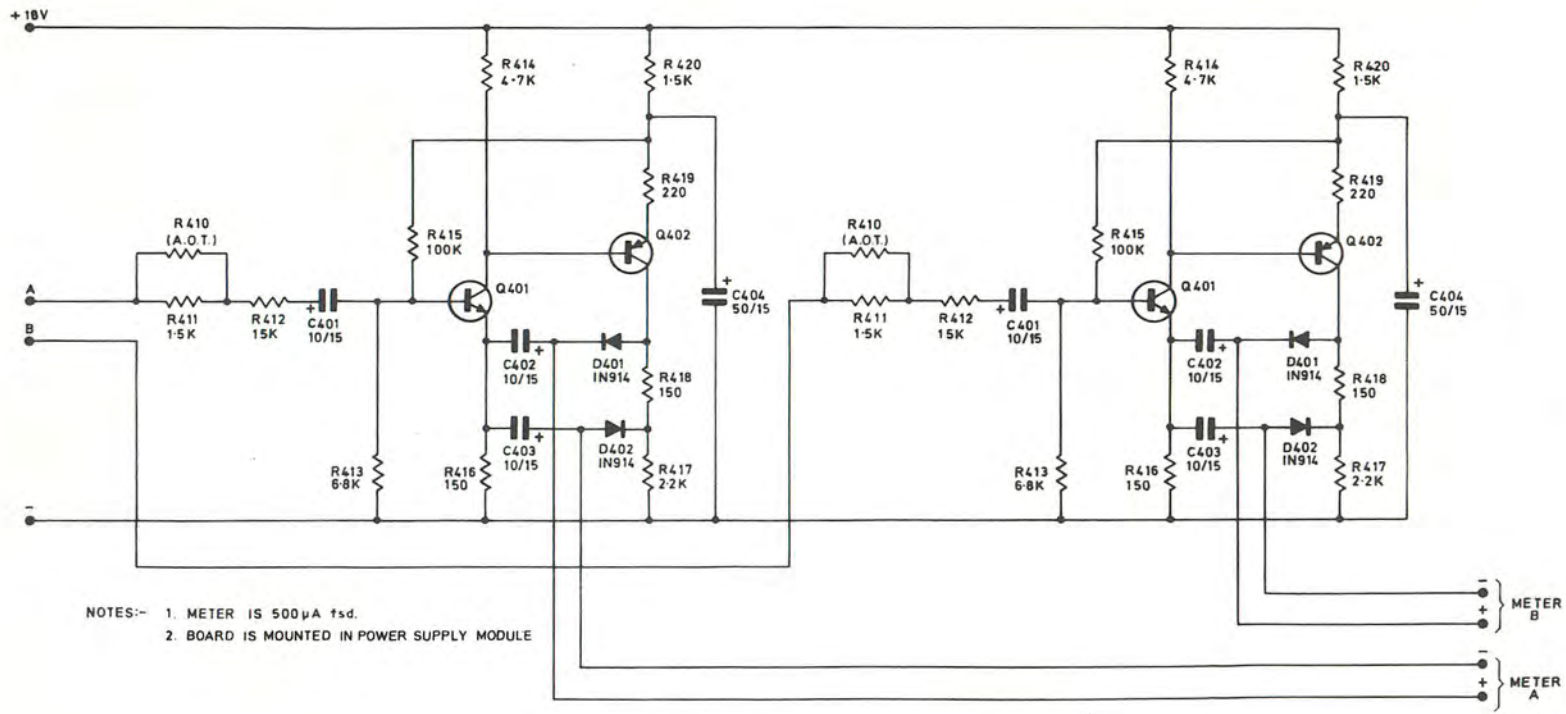 + 18V
R414
4·7K
R420
1·5K
R414
4·7K
R420
1·5K
R419
220
R419
220
R410
(A.O.T.)
R415
100K
Q402
R410
(A.O.T.)
R415
100K
Q402
A
B
R411
1·5K
R412
15K
+
C401
10/15
Q401
+
C404
50/15
R411
1·5K
R412
15K
+
C401
10/15
Q401
+
C404
50/15
C402
10/15
+
D401
IN914
R418
150
C402
10/15
+
D401
IN914
R418
150
R413
6·8K
R416
150
C403
10/15
+
D402
IN914
R417
2·2K
R413
6·8K
R416
150
C403
10/15
+
D402
IN914
R417
2·2K
-
NOTES:- 1. METER IS 500µA fsd.
2. BOARD IS MOUNTED IN POWER SUPPLY MODULE
-
+
METER
B
-
+
METER
A